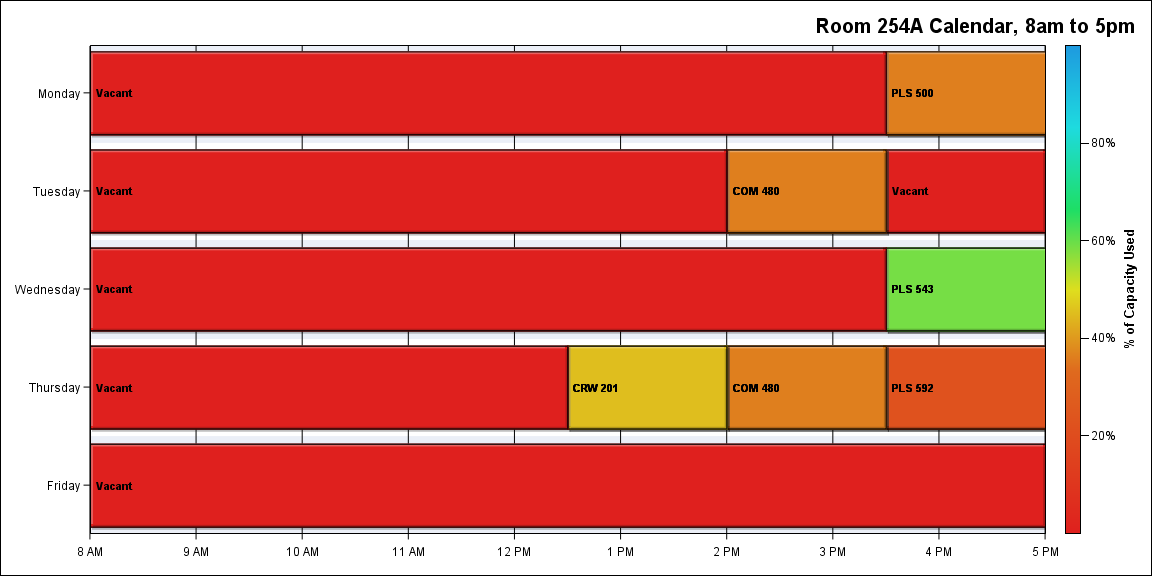 Room 254A Calendar, 8am to 5pm
Monday
Vacant
PLS 500
Tuesday
Vacant
COM 480
Vacant
Wednesday
Vacant
PLS 543
Thursday
Vacant
CRW 201
COM 480
PLS 592
Friday
Vacant
8 AM
9 AM
10 AM
11 AM
12 PM
1 PM
2 PM
3 PM
4 PM
5 PM
80%
60%
40%
20%
% of Capacity Used